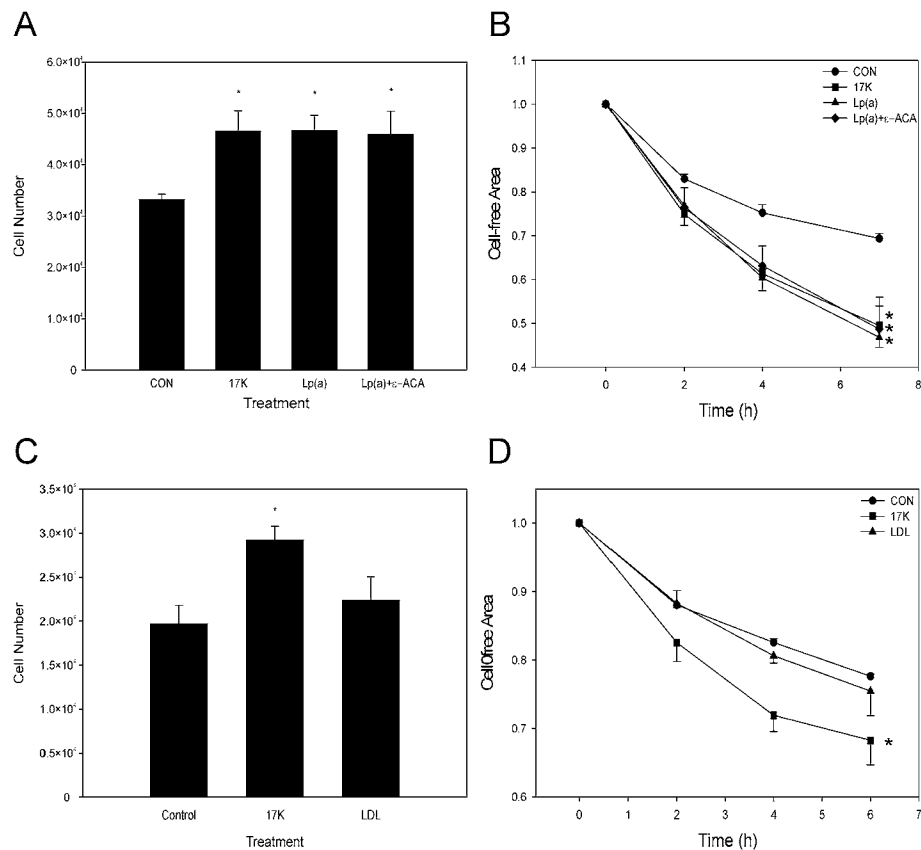 A
Cell Number
0
CON
17K
Lp(a)
Lp(a)+ε−ACA
*
*
*
Treatment
B
Cell-free Area
1.1
1.0
0.9
0.8
0.7
0.6
0.5
0.4
CON
17K
Lp(a)
Lp(a)+ε−ACA
*
*
*
0
2
4
6
8
Time (h)
C
Cell Number
0
*
Control
17K
LDL
Treatment
D
Cell0free Area
1.0
0.9
0.8
0.7
0.6
CON
17K
LDL
*
0
1
2
3
4
5
6
7
Time (h)